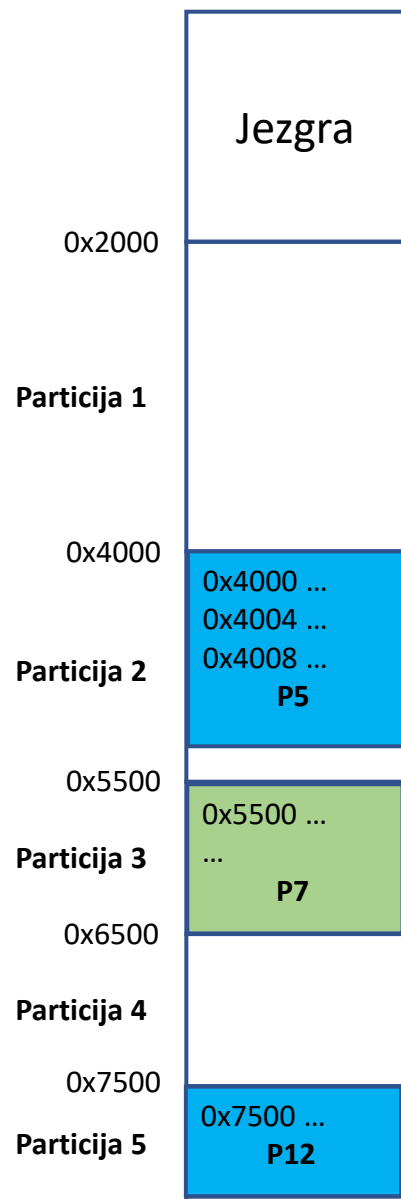 Jezgra
0x2000
Particija 1
0x4000
0x4000 ...
0x4004 ...
0x4008 ...
Particija 2
P5
0x5500
0x5500 ...
...
Particija 3
P7
0x6500
Particija 4
0x7500
0x7500 ...
Particija 5
P12